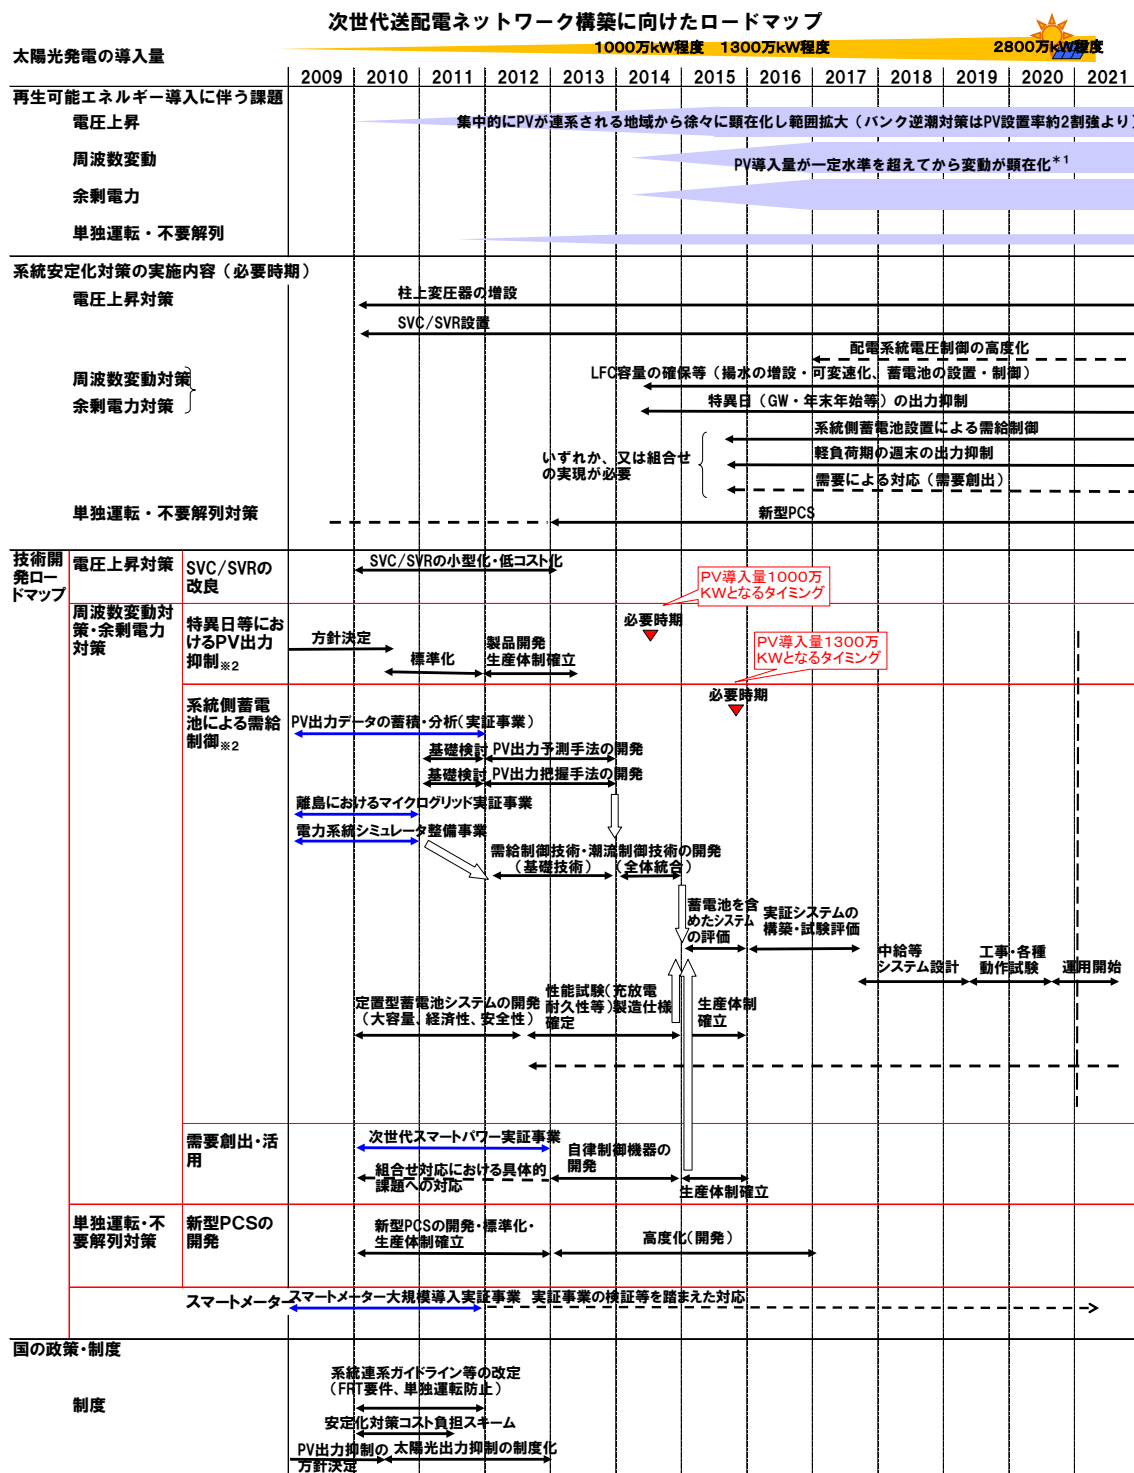 次世代送配電ネットワーク構築に向けたロードマップ
太陽光発電の導入量
1000万kW程度
1300万kW程度
2800万kW程度
2009 2010 2011 2012 2013 2014 2015 2016 2017 2018 2019 2020 2021
再生可能エネルギー導入に伴う課題
電圧上昇
集中的にPVが連系される地域から徐々に顕在化し範囲拡大（バンク逆潮対策はPV設置率約2割強より）
周波数変動
PV導入量が一定水準を超えてから変動が顕在化*1
余剰電力
単独運転・不要解列
系統安定化対策の実施内容（必要時期）
電圧上昇対策
柱上変圧器の増設
SVC/SVR設置
配電系統電圧制御の高度化
周波数変動対策
余剰電力対策
LFC容量の確保等（揚水の増設・可変速化、蓄電池の設置・制御）
特異日（GW・年末年始等）の出力抑制
いずれか、又は組合せ
の実現が必要
系統側蓄電池設置による需給制御
軽負荷期の週末の出力抑制
需要による対応（需要創出）
単独運転・不要解列対策
新型PCS
技術開
発ロー
ドマップ
電圧上昇対策
SVC/SVRの
改良
SVC/SVRの小型化・低コスト化
PV導入量1000万
KWとなるタイミング
周波数変動対
策・余剰電力
対策
特異日等にお
けるPV出力
抑制※2
方針決定
標準化
製品開発
生産体制確立
必要時期
PV導入量1300万
KWとなるタイミング
系統側蓄電
池による需給
制御※2
必要時期
PV出力データの蓄積・分析（実証事業）
基礎検討
PV出力予測手法の開発
基礎検討
PV出力把握手法の開発
離島におけるマイクログリッド実証事業
電力系統シミュレータ整備事業
需給制御技術・潮流制御技術の開発
（基礎技術）
（全体統合）
蓄電池を含
めたシステム
の評価
実証システムの
構築・試験評価
中給等
システム設計
工事・各種
動作試験
運用開始
定置型蓄電池システムの開発
（大容量、経済性、安全性）
性能試験（充放電
耐久性等）製造仕様
確定
生産体制
確立
需要創出・活
用
次世代スマートパワー実証事業
組合せ対応における具体的
課題への対応
自律制御機器の
開発
生産体制確立
単独運転・不
要解列対策
新型PCSの
開発
新型PCSの開発・標準化・
生産体制確立
高度化（開発）
スマートメーター
スマートメーター大規模導入実証事業
実証事業の検証等を踏まえた対応
国の政策・制度
制度
系統連系ガイドライン等の改定
（FRT要件、単独運転防止）
安定化対策コスト負担スキーム
PV出力抑制の
方針決定
太陽光出力抑制の制度化